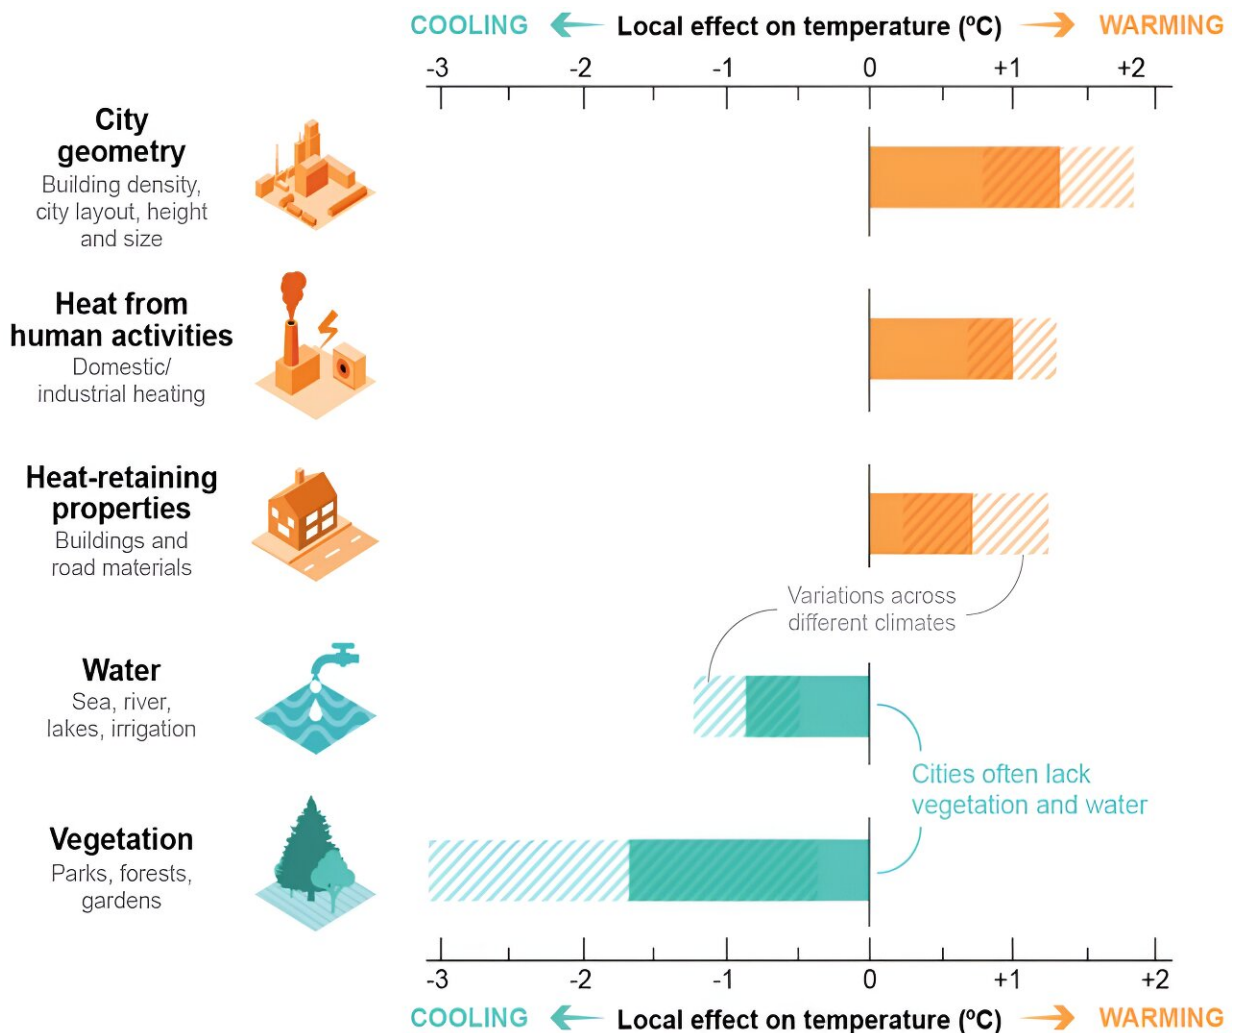 COOLING Local effect on temperature (ºC) WARMING
-3 -2 -1 0 +1 +2
City
geometry
Building density,
city layout, height
and size
Heat from
human activities
Domestic/
industrial heating
Heat-retaining
properties
Buildings and
road materials
Variations across
different climates
Water
Sea, river,
lakes, irrigation
Cities often lack
vegetation and water
Vegetation
Parks, forests,
gardens
-3 -2 -1 0 +1 +2
COOLING Local effect on temperature (ºC) WARMING